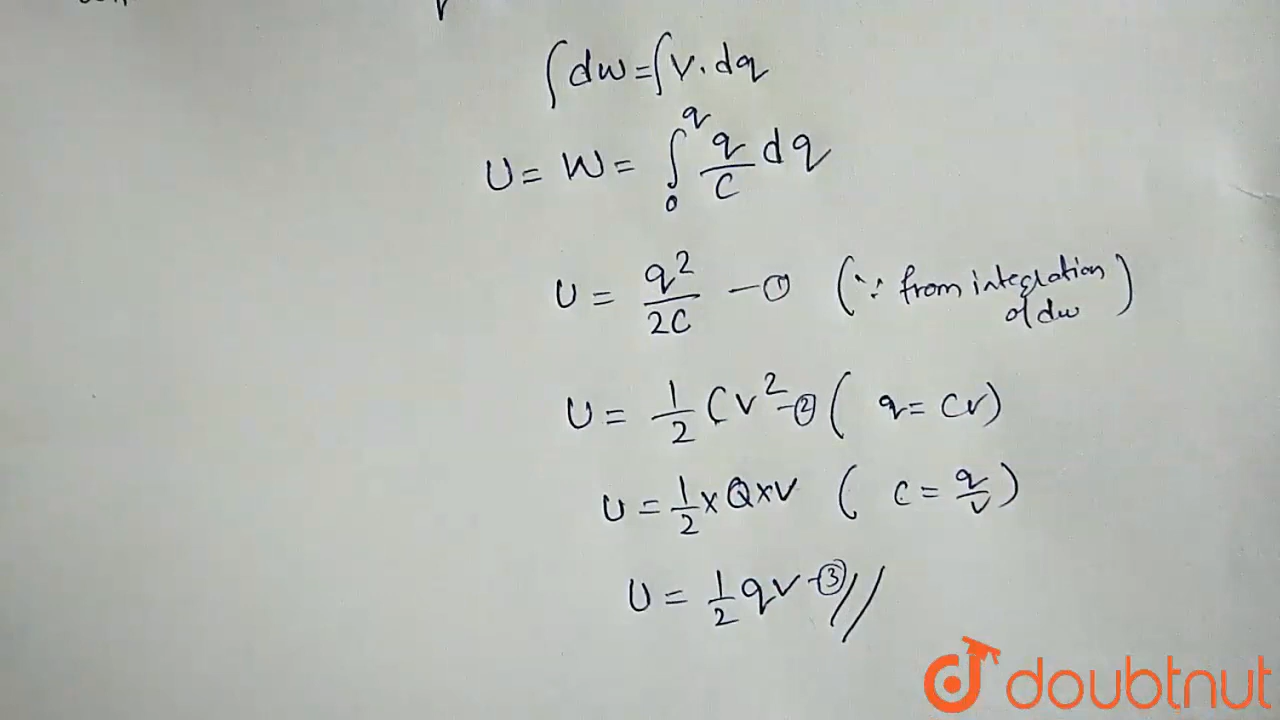 ∫dw=∫V.dq
U = W = ∫₀^q q/C dq
U = q²/2C — ① (∵ from integration of dw)
U = 1/2 CV² -② ( q = CV)
U = 1/2 × Q×V ( C = q/V )
U = 1/2 qV -③//
doubtnut